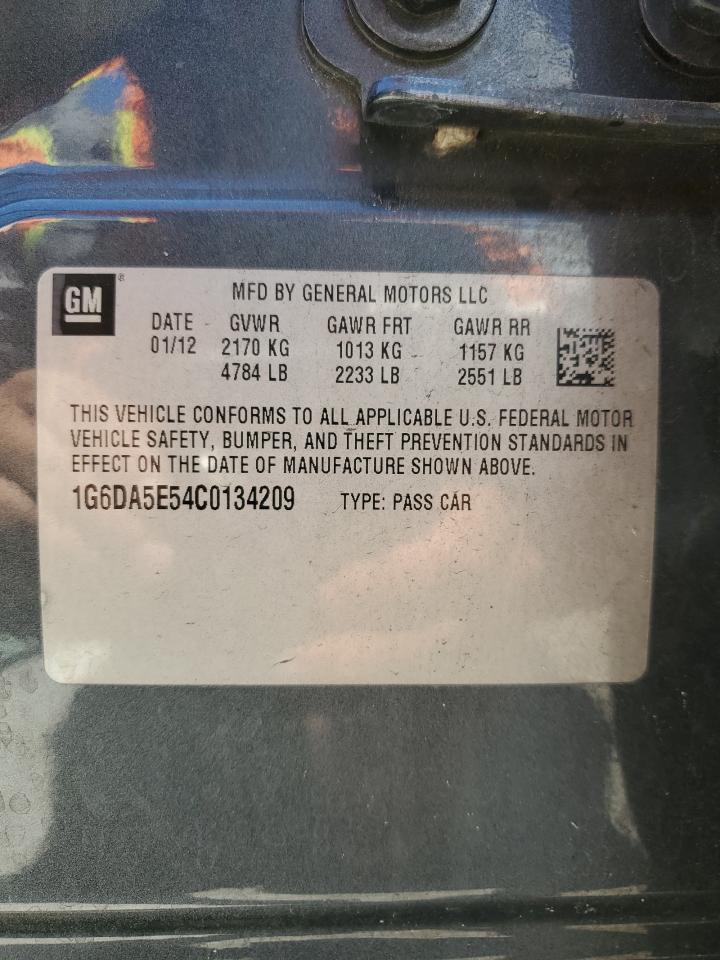 GM ®
MFD BY GENERAL MOTORS LLC
DATE GVWR GAWR FRT GAWR RR
01/12 2170 KG 1013 KG 1157 KG
4784 LB 2233 LB 2551 LB
THIS VEHICLE CONFORMS TO ALL APPLICABLE U.S. FEDERAL MOTOR
VEHICLE SAFETY, BUMPER, AND THEFT PREVENTION STANDARDS IN
EFFECT ON THE DATE OF MANUFACTURE SHOWN ABOVE.
1G6DA5E54C0134209 TYPE: PASS CAR